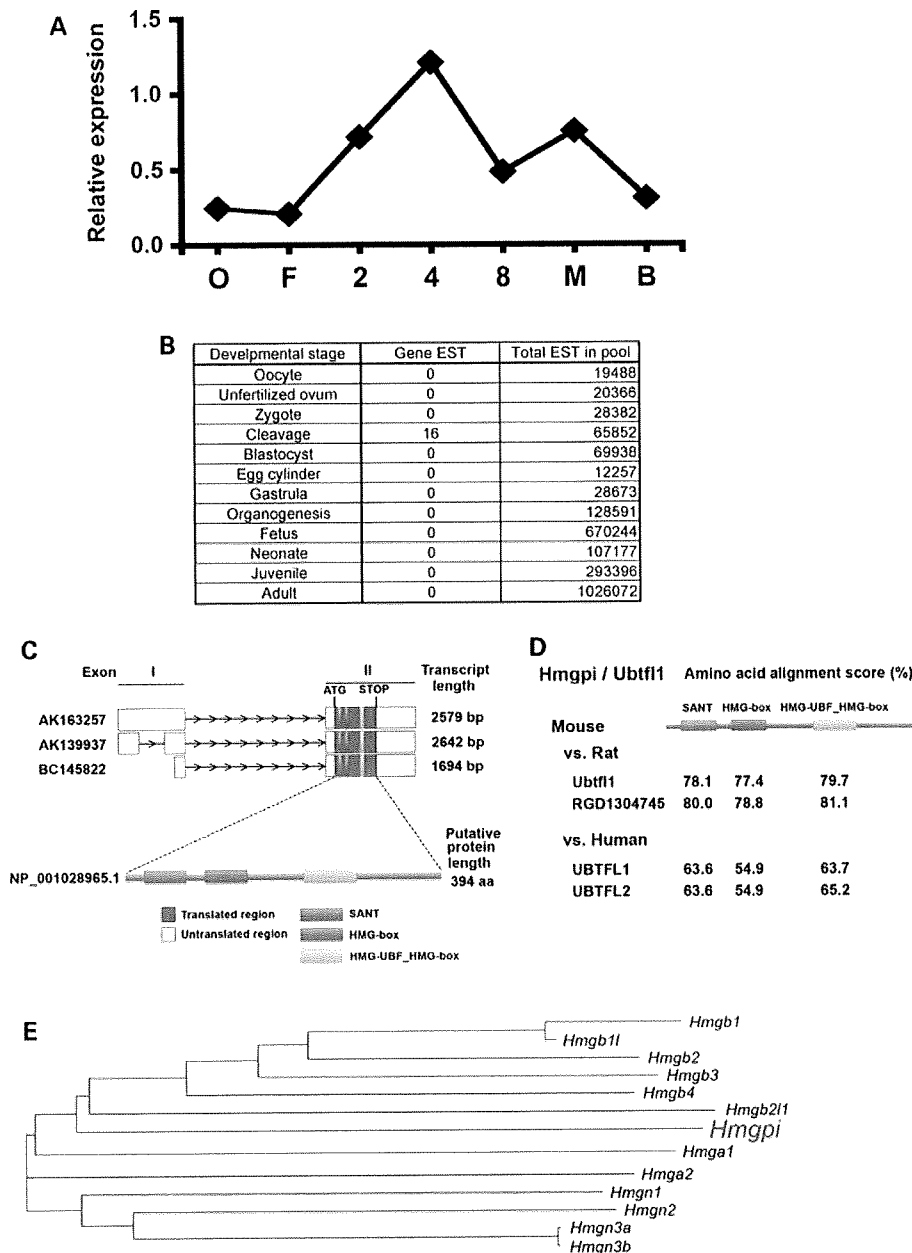 A
Relative expression
1.5
1.0
0.5
0.0
O F 2 4 8 M B
B
Develpmental stage Gene EST Total EST in pool
Oocyte 0 19488
Unfertilized ovum 0 20366
Zygote 0 28382
Cleavage 16 65852
Blastocyst 0 69938
Egg cylinder 0 12257
Gastrula 0 28673
Organogenesis 0 128591
Fetus 0 670244
Neonate 0 107177
Juvenile 0 293396
Adult 0 1026072
C
Exon I II Transcript length
ATG STOP
AK163257 2579 bp
AK139937 2642 bp
BC145822 1694 bp
Putative protein length
NP_001028965.1 394 aa
Translated region SANT
Untranslated region HMG-box
HMG-UBF_HMG-box
D
Hmgpi / Ubtfl1 Amino acid alignment score (%)
SANT HMG-box HMG-UBF_HMG-box
Mouse
vs. Rat
Ubtfl1 78.1 77.4 79.7
RGD1304745 80.0 78.8 81.1
vs. Human
UBTFL1 63.6 54.9 63.7
UBTFL2 63.6 54.9 65.2
E
Hmgb1
Hmgb1l
Hmgb2
Hmgb3
Hmgb4
Hmgb2l1
Hmgpi
Hmga1
Hmga2
Hmgn1
Hmgn2
Hmgn3a
Hmgn3b